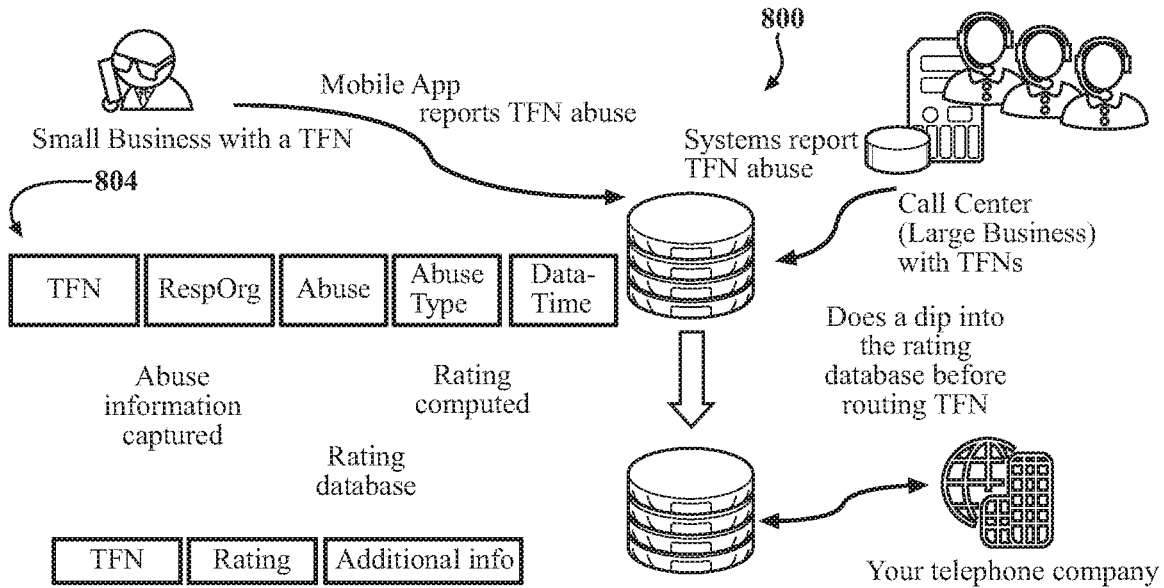 800
Mobile App
reports TFN abuse
Small Business with a TFN
Systems report
TFN abuse
804
Call Center
(Large Business)
with TFNs
TFN RespOrg Abuse Abuse Type Data-Time
Does a dip into
the rating
database before
routing TFN
Abuse
information
captured
Rating
computed
Rating
database
TFN Rating Additional info
Your telephone company